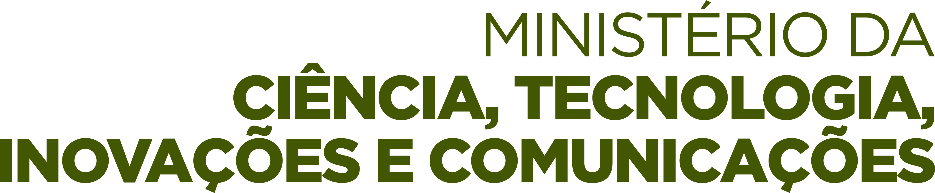 MINISTÉRIO DA
CIÊNCIA, TECNOLOGIA,
INOVAÇÕES E COMUNICAÇÕES